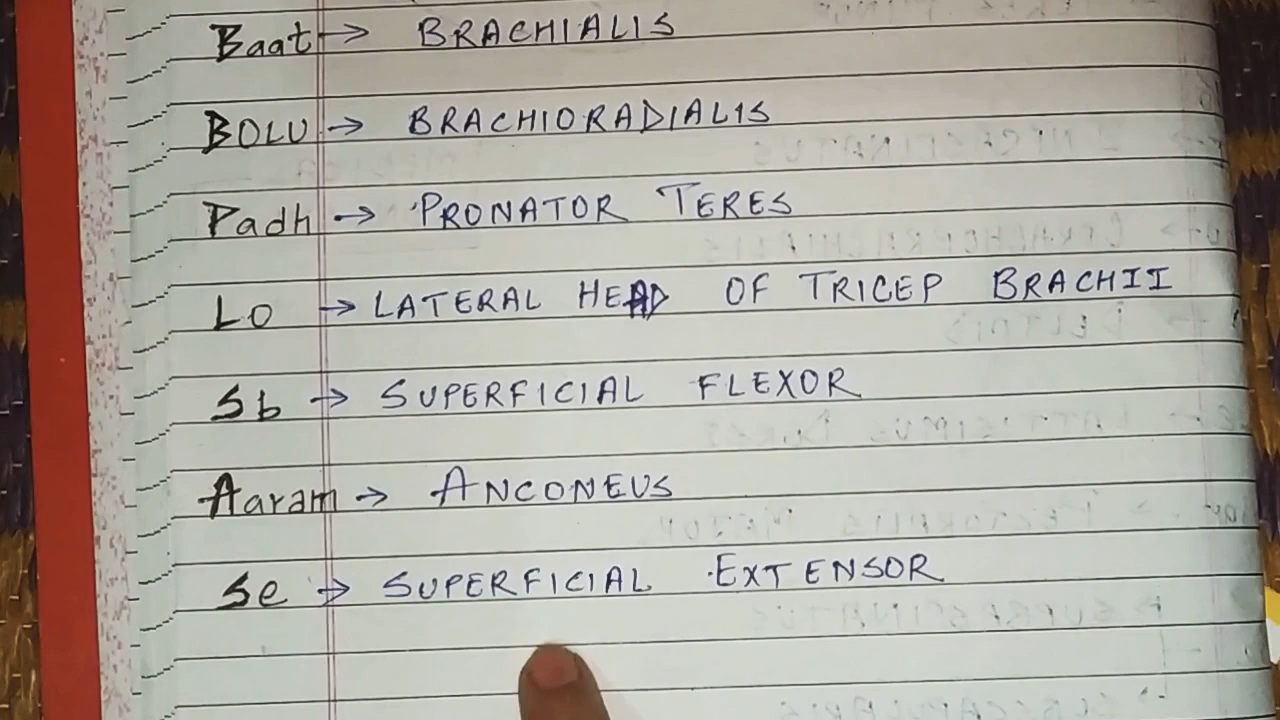 Baat → BRACHIALIS
BOLU → BRACHIORADIALIS
Padh → PRONATOR TERES
Lo → LATERAL HEAD OF TRICEP BRACHII
Sb → SUPERFICIAL FLEXOR
Aaram → ANCONEUS
Se → SUPERFICIAL EXTENSOR